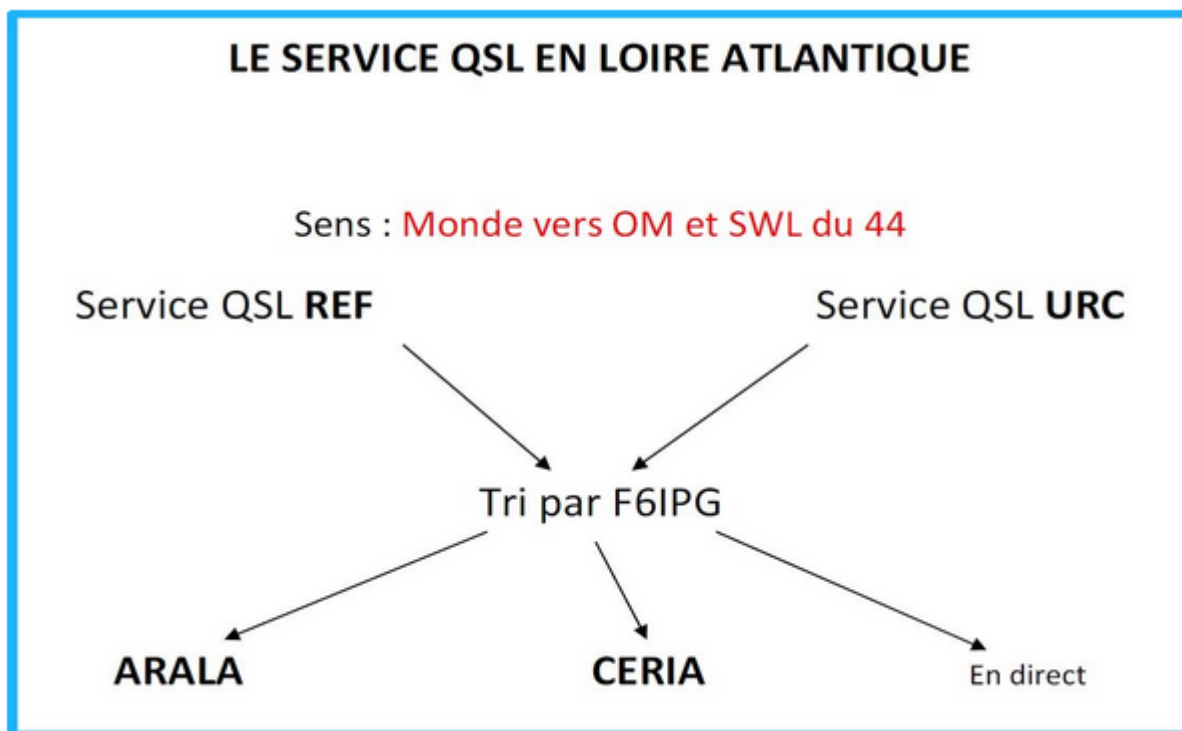 LE SERVICE QSL EN LOIRE ATLANTIQUE
Sens : Monde vers OM et SWL du 44
Service QSL REF
Service QSL URC
Tri par F6IPG
ARALA
CERIA
En direct